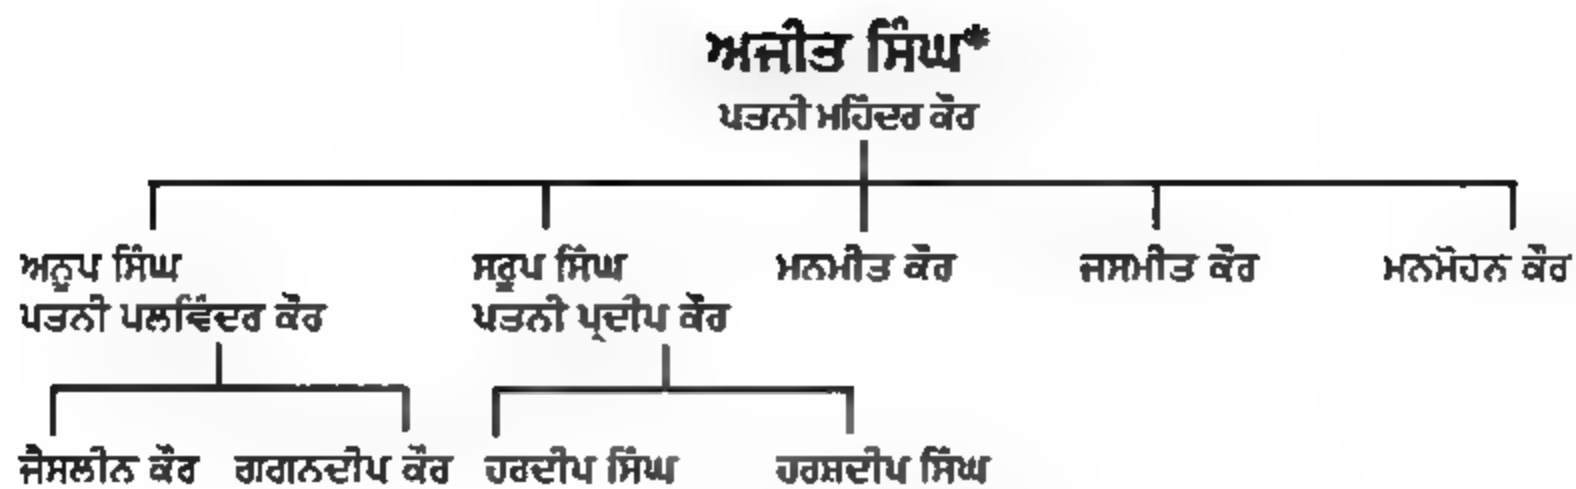 ਅਜੀਤ ਸਿੰਘ*
ਪਤਨੀ ਮਹਿੰਦਰ ਕੌਰ
ਅਨੂਪ ਸਿੰਘ ਸਰੂਪ ਸਿੰਘ ਮਨਮੀਤ ਕੌਰ ਜਸਮੀਤ ਕੌਰ ਮਨਮੋਹਨ ਕੌਰ
ਪਤਨੀ ਪਲਵਿੰਦਰ ਕੌਰ ਪਤਨੀ ਪ੍ਰਦੀਪ ਕੌਰ
ਜੈਸਲੀਨ ਕੌਰ ਗਗਨਦੀਪ ਕੌਰ ਹਰਦੀਪ ਸਿੰਘ ਹਰਸ਼ਦੀਪ ਸਿੰਘ